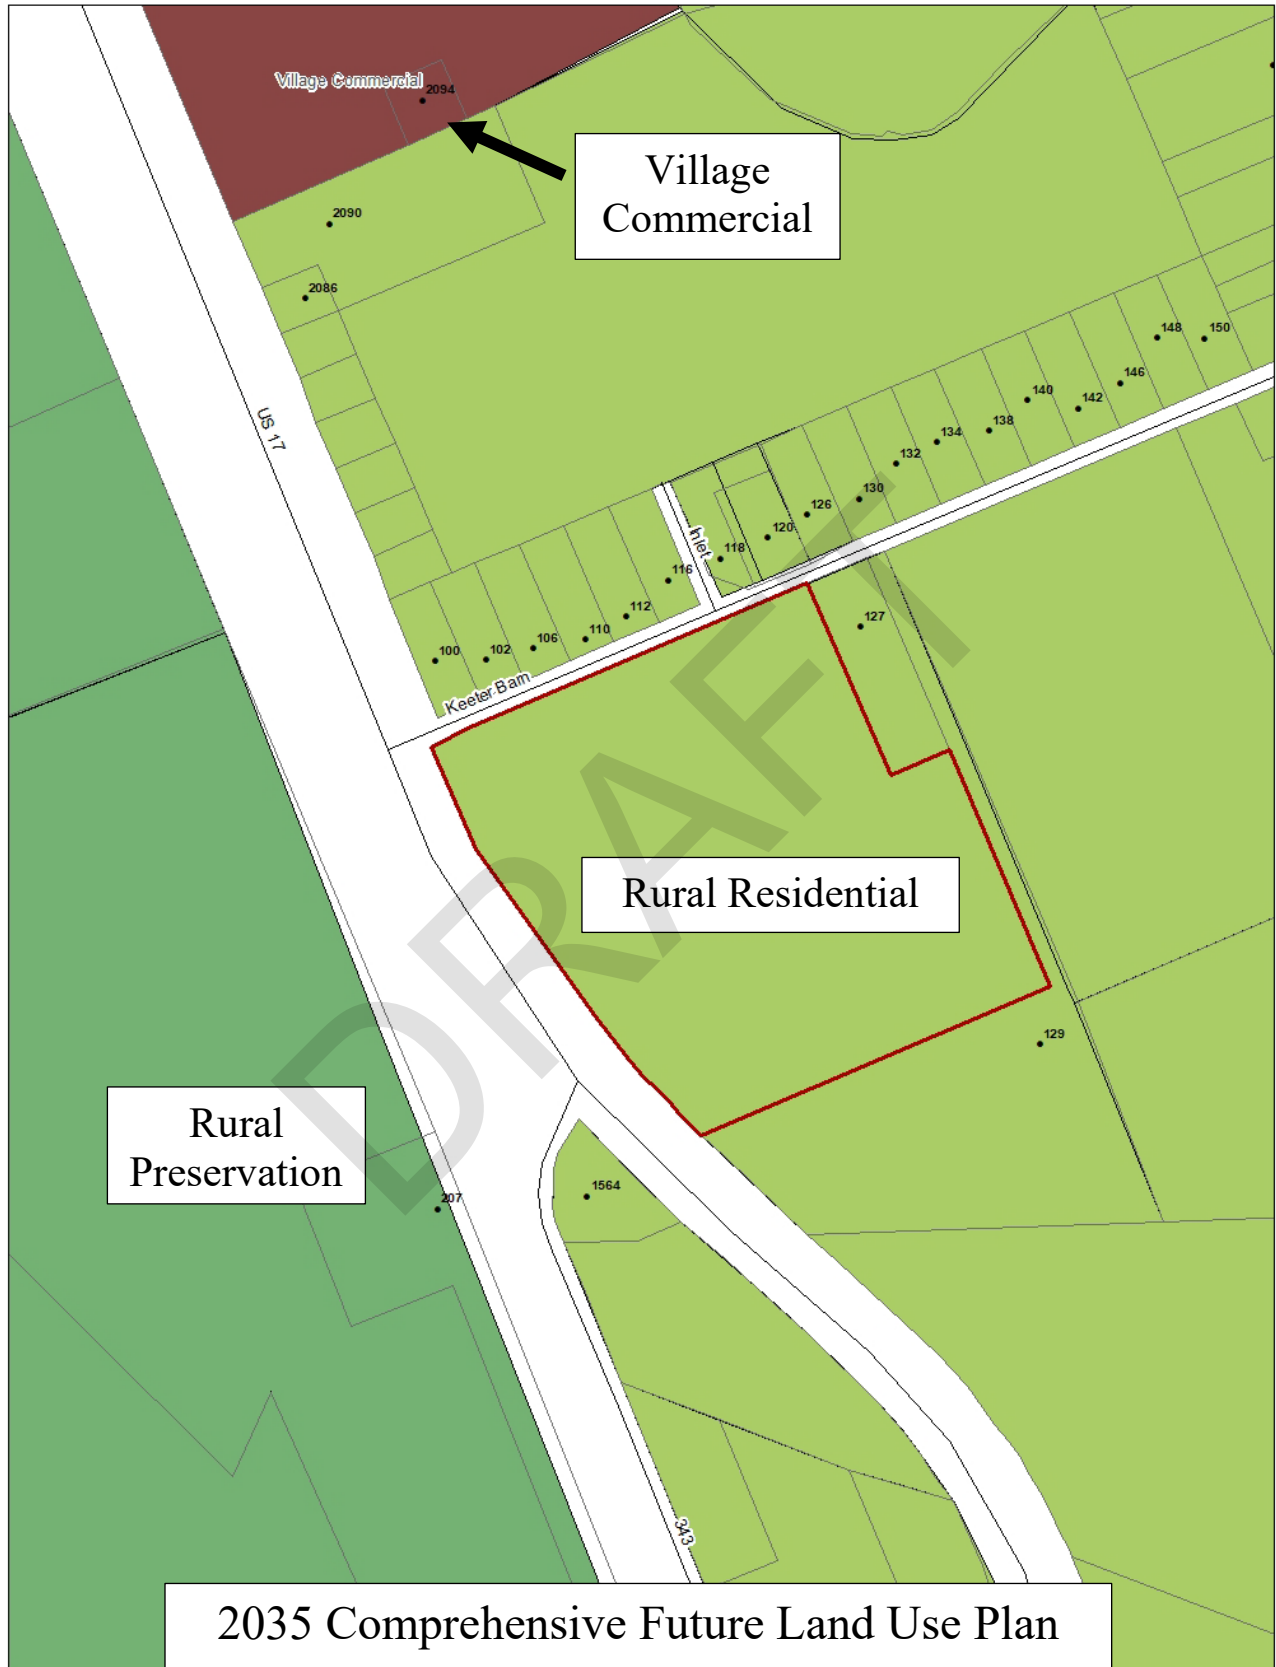 Village Commercial
2094
Village
Commercial
2090
2086
148
150
146
140
142
138
134
132
130
126
120
118
Inlet
US 17
116
112
110
106
102
100
127
Keeter Barn
Rural Residential
129
Rural
Preservation
207
1564
343
DRAFT
2035 Comprehensive Future Land Use Plan